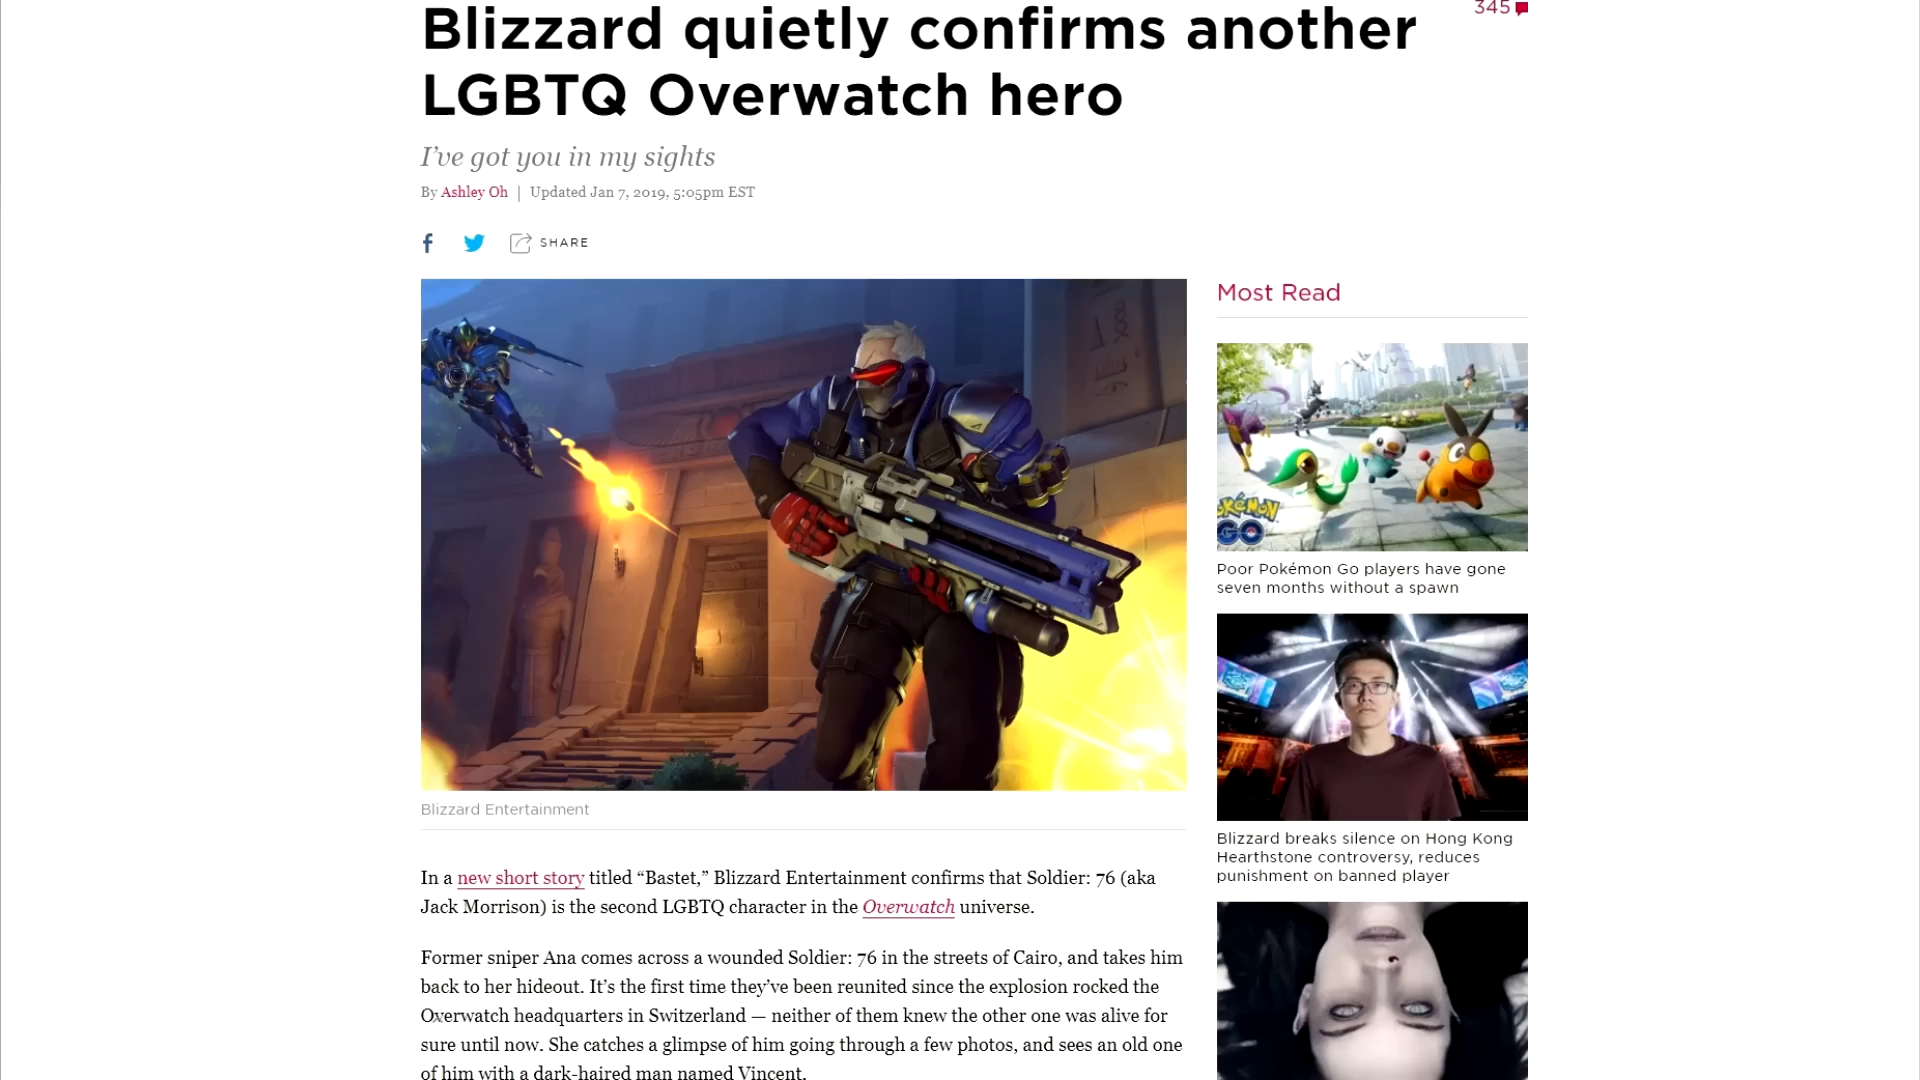 Blizzard quietly confirms another
LGBTQ Overwatch hero
345
I've got you in my sights
By Ashley Oh | Updated Jan 7, 2019, 5:05pm EST
SHARE
Blizzard Entertainment
In a new short story titled “Bastet,” Blizzard Entertainment confirms that Soldier: 76 (aka
Jack Morrison) is the second LGBTQ character in the Overwatch universe.
Former sniper Ana comes across a wounded Soldier: 76 in the streets of Cairo, and takes him
back to her hideout. It’s the first time they’ve been reunited since the explosion rocked the
Overwatch headquarters in Switzerland — neither of them knew the other one was alive for
sure until now. She catches a glimpse of him going through a few photos, and sees an old one
of him with a dark-haired man named Vincent.
Most Read
POKÉMON
GO
Poor Pokémon Go players have gone
seven months without a spawn
Blizzard breaks silence on Hong Kong
Hearthstone controversy, reduces
punishment on banned player